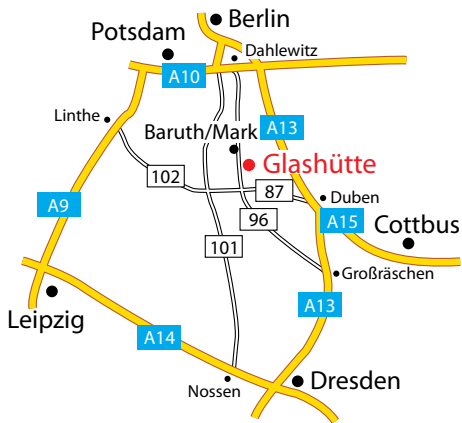 Berlin
Potsdam
Dahlewitz
A10
Linthe
Baruth/Mark
A13
Glashütte
102
87
Duben
A9
96
A15
Cottbus
101
Großräschen
A13
Leipzig
A14
Nossen
Dresden